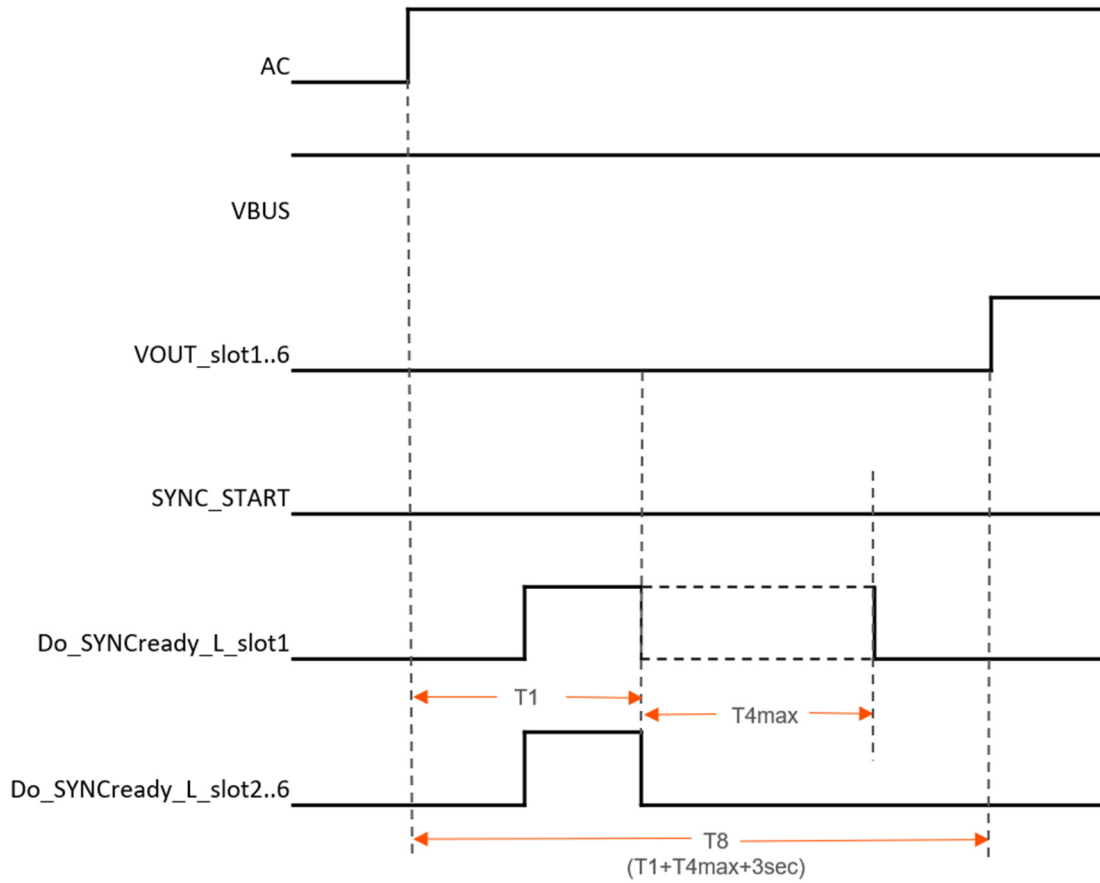 AC
VBUS
VOUT_slot1..6
SYNC_START
Do_SYNCready_L_slot1
T1
T4max
Do_SYNCready_L_slot2..6
T8
(T1+T4max+3sec)